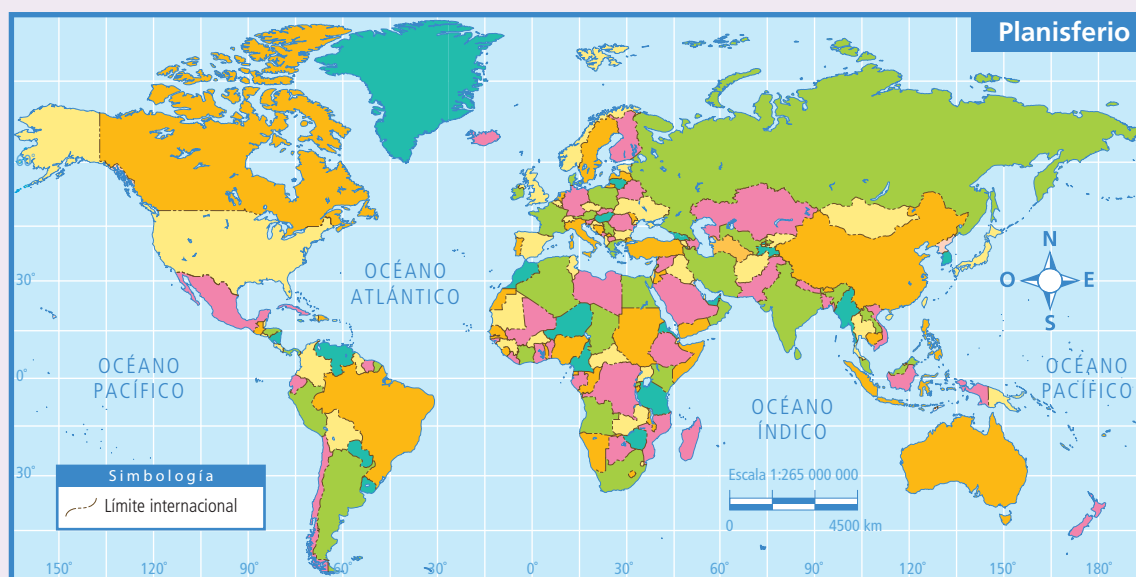 Planisferio
60°
30°
0°
30°
OCÉANO
ATLÁNTICO
OCÉANO
PACÍFICO
OCÉANO
ÍNDICO
OCÉANO
PACÍFICO
N
O
E
S
Simbología
Límite internacional
Escala 1:265 000 000
0
4500 km
150°
120°
90°
60°
30°
0°
30°
60°
90°
120°
150°
180°